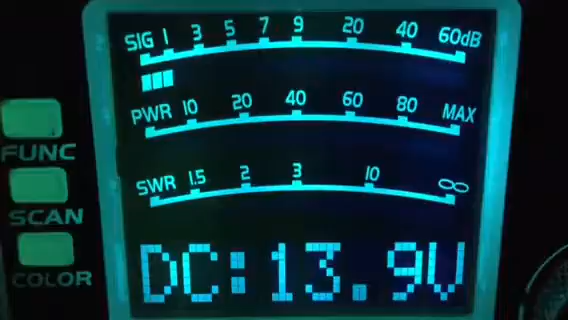 SIG 1 3 5 7 9 20 40 60dB
PWR 10 20 40 60 80 MAX
FUNC
SWR 1.5 2 3 10 ∞
SCAN
DC:13.9V
COLOR